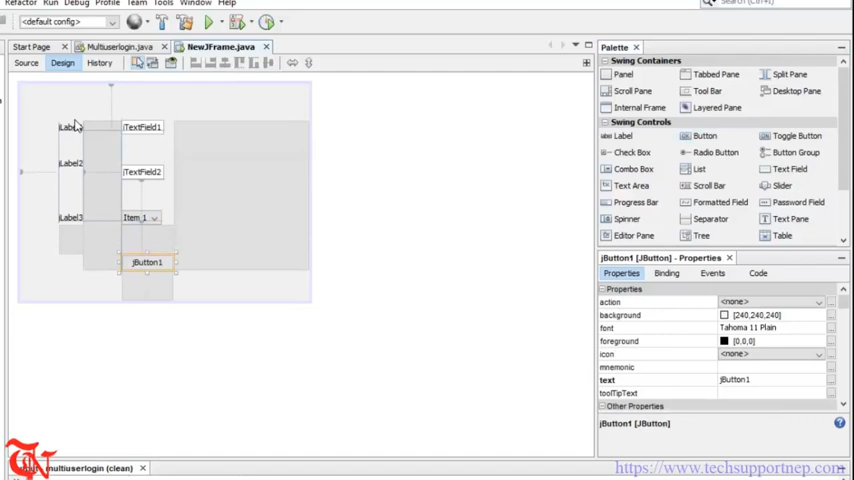 Refactor Run Debug Profile Team Tools Window Help Search (Ctrl+I)
<default config>
Start Page Multiuserlogin.java NewJFrame.java
Source Design History
Palette
Swing Containers
Panel Tabbed Pane Split Pane
Scroll Pane Tool Bar Desktop Pane
Internal Frame Layered Pane
Swing Controls
Label Button Toggle Button
Check Box Radio Button Button Group
Combo Box List Text Field
Text Area Scroll Bar Slider
Progress Bar Formatted Field Password Field
Spinner Separator Text Pane
Editor Pane Tree Table
jTextField1
jLabel2
jTextField2
jLabel3 Item 1
jButton1
jButton1 [JButton] - Properties
Properties Binding Events Code
Properties
action <none>
background [240,240,240]
font Tahoma 11 Plain
foreground [0,0,0]
icon <none>
mnemonic
text jButton1
toolTipText
Other Properties
jButton1 [JButton]
multiuserlogin (clean)
https://www.techsupportnep.com/
TN